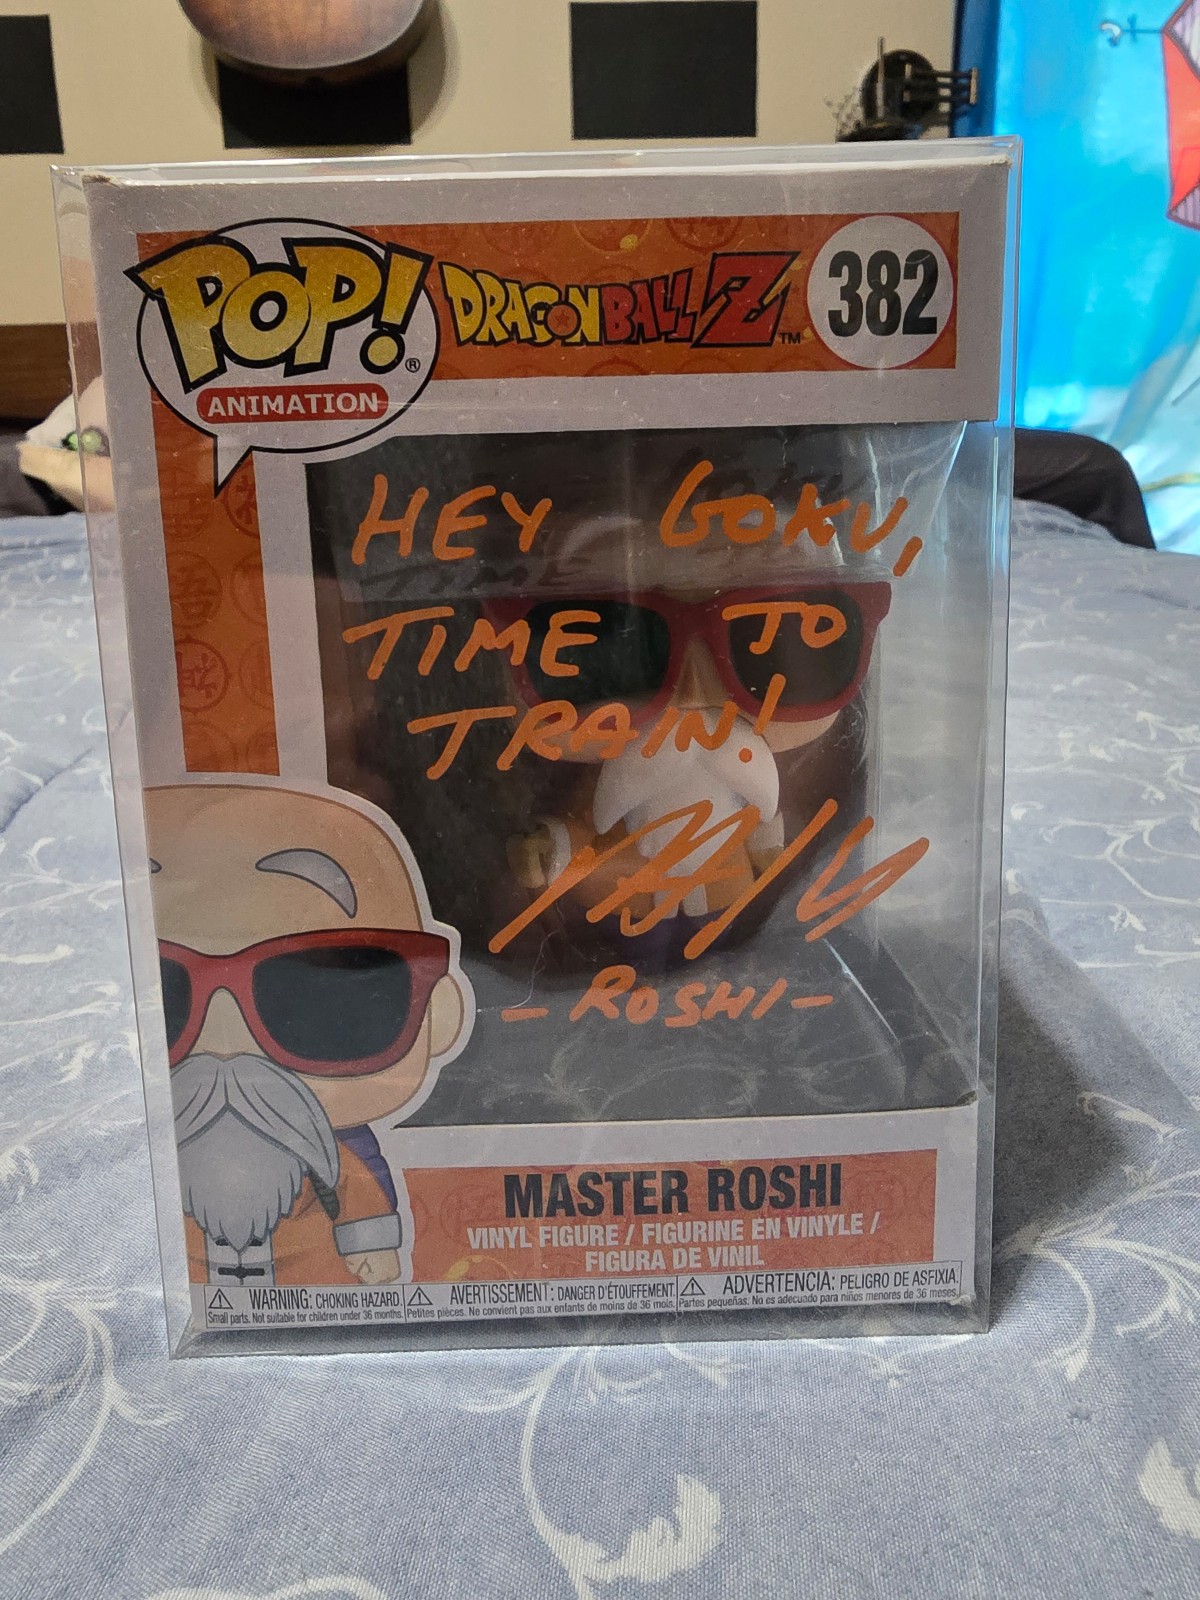 POP! DRAGONBALL Z™ 382
®
ANIMATION
HEY GOKU,
TIME TO
TRAIN!
-ROSHI-
MASTER ROSHI
VINYL FIGURE / FIGURINE EN VINYLE /
FIGURA DE VINIL
WARNING: CHOKING HAZARD.
Small parts. Not suitable for children under 36 months.
AVERTISSEMENT: DANGER D'ÉTOUFFEMENT.
Petites pièces. Ne convient pas aux enfants de moins de 36 mois.
ADVERTENCIA: PELIGRO DE ASFIXIA.
Partes pequeñas. No es adecuado para niños menores de 36 meses.